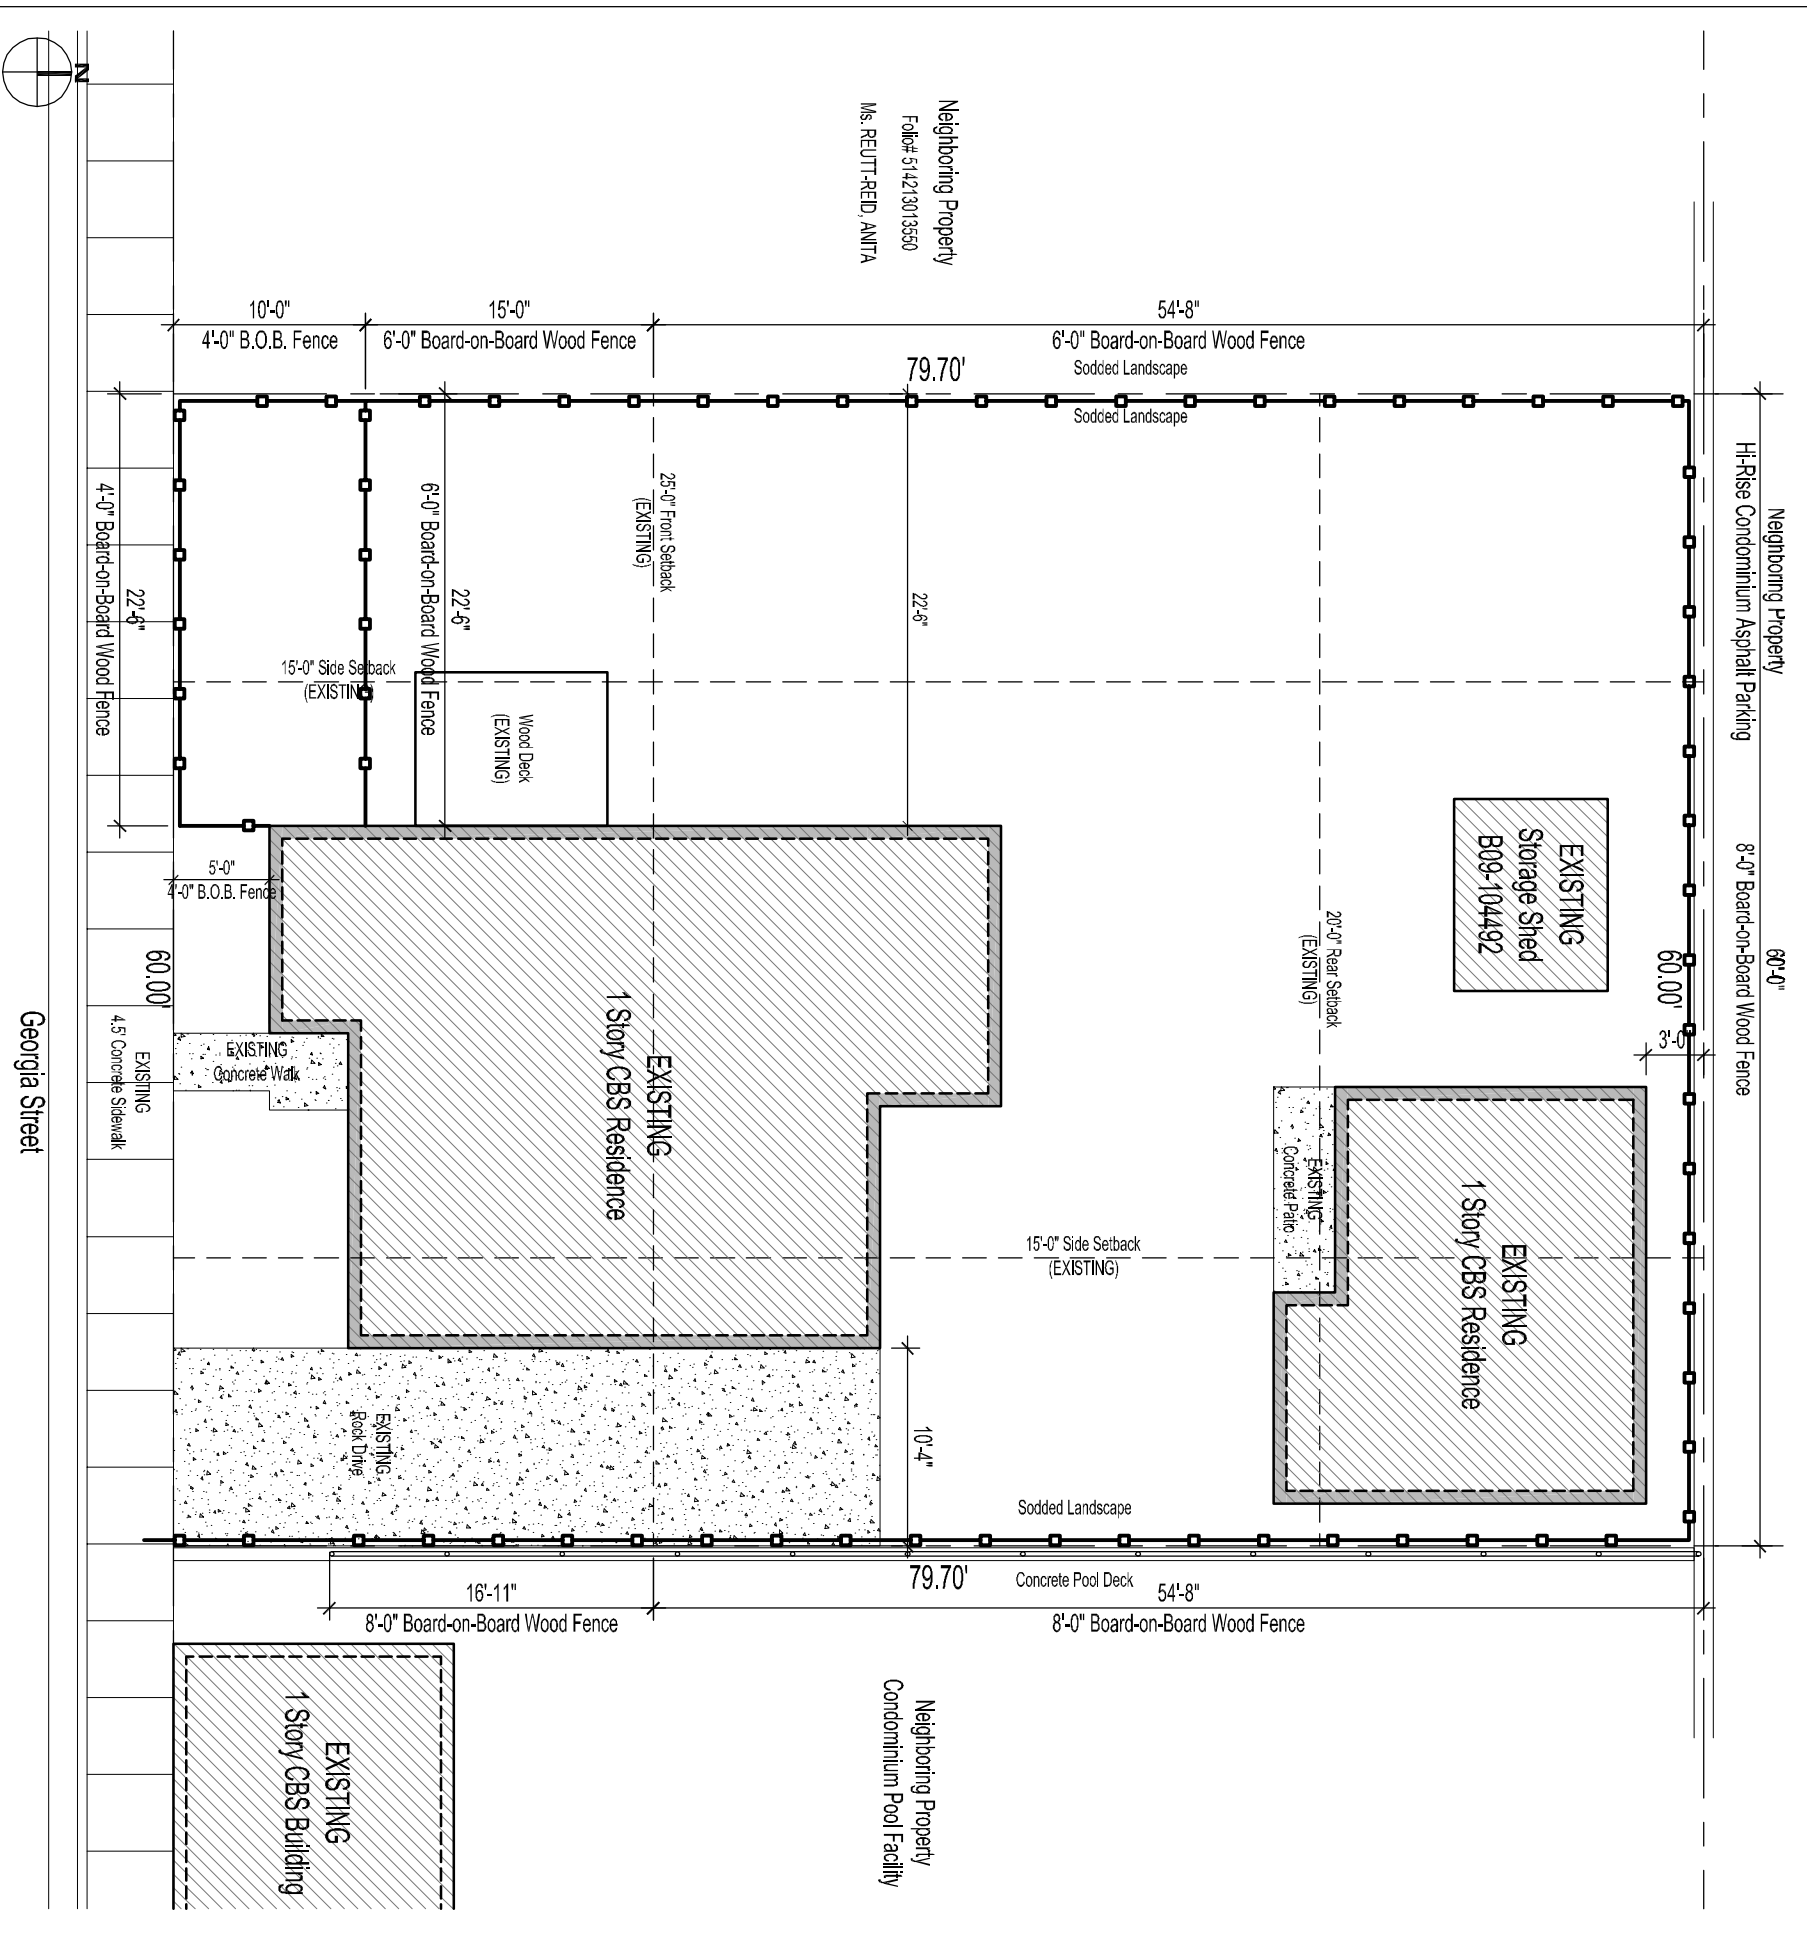 N
Neighboring Property
Folio# 514213013550
Ms. REUTT-REID, ANITA
10'-0"
4'-0" B.O.B. Fence
15'-0"
6'-0" Board-on-Board Wood Fence
54'-8"
6'-0" Board-on-Board Wood Fence
79.70'
Sodded Landscape
Sodded Landscape
Neighboring Property
Hi-Rise Condominium Asphalt Parking
60'-0"
8'-0" Board-on-Board Wood Fence
60.00'
3'-0"
22'-6"
4'-0" Board-on-Board Wood Fence
22'-6"
6'-0" Board-on-Board Wood Fence
25'-0" Front Setback
(EXISTING)
22'-6"
15'-0" Side Setback
(EXISTING)
Wood Deck
(EXISTING)
EXISTING
Storage Shed
B09-104492
20'-0" Rear Setback
(EXISTING)
5'-0"
4'-0" B.O.B. Fence
60.00'
EXISTING
4.5' Concrete Sidewalk
Georgia Street
EXISTING
Concrete Walk
EXISTING
1 Story CBS Residence
EXISTING
Concrete Patio
EXISTING
1 Story CBS Residence
15'-0" Side Setback
(EXISTING)
EXISTING
Rock Drive
10'-4"
Sodded Landscape
79.70'
Concrete Pool Deck
16'-11"
8'-0" Board-on-Board Wood Fence
54'-8"
8'-0" Board-on-Board Wood Fence
Neighboring Property
Condominium Pool Facility
EXISTING
1 Story CBS Building